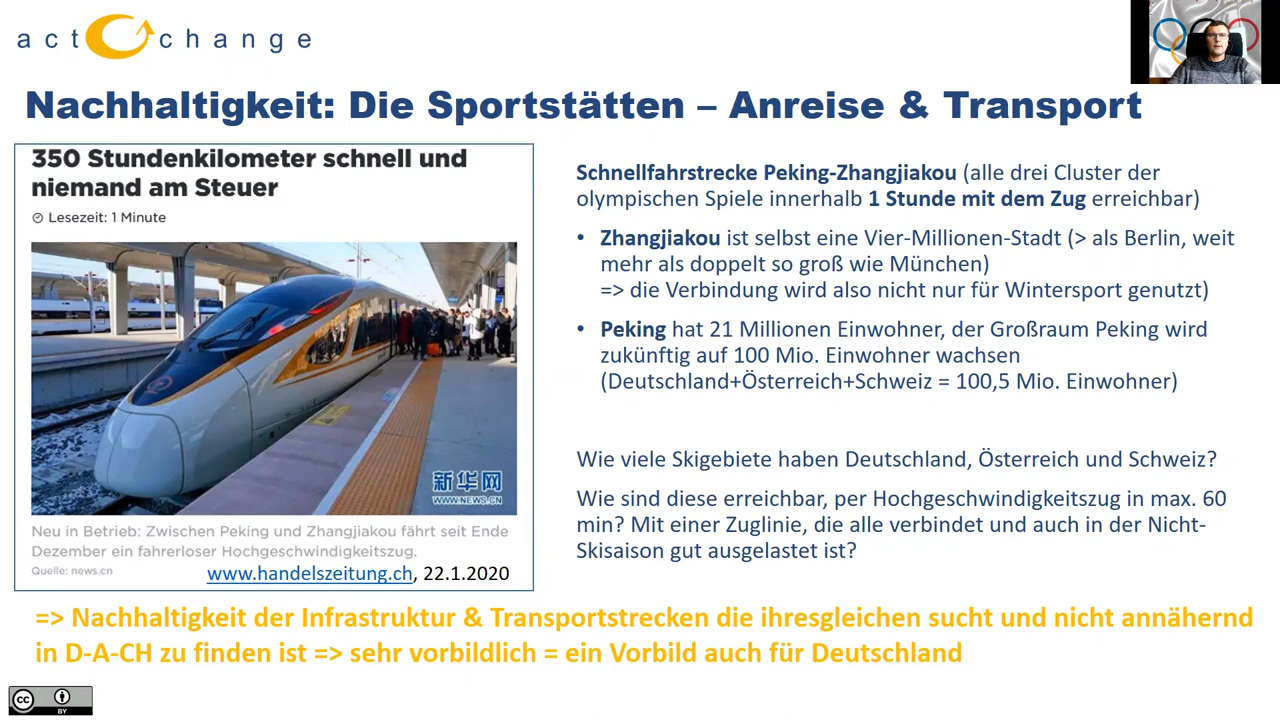 act change
Nachhaltigkeit: Die Sportstätten – Anreise & Transport
350 Stundenkilometer schnell und
niemand am Steuer
Lesezeit: 1 Minute
新华网
WWW.NEWS.CN
Neu in Betrieb: Zwischen Peking und Zhangjiakou fährt seit Ende
Dezember ein fahrerloser Hochgeschwindigkeitszug.
Quelle: news.cn
www.handelszeitung.ch, 22.1.2020
Schnellfahrstrecke Peking-Zhangjiakou (alle drei Cluster der
olympischen Spiele innerhalb 1 Stunde mit dem Zug erreichbar)
• Zhangjiakou ist selbst eine Vier-Millionen-Stadt (> als Berlin, weit
mehr als doppelt so groß wie München)
=> die Verbindung wird also nicht nur für Wintersport genutzt)
• Peking hat 21 Millionen Einwohner, der Großraum Peking wird
zukünftig auf 100 Mio. Einwohner wachsen
(Deutschland+Österreich+Schweiz = 100,5 Mio. Einwohner)
Wie viele Skigebiete haben Deutschland, Österreich und Schweiz?
Wie sind diese erreichbar, per Hochgeschwindigkeitszug in max. 60
min? Mit einer Zuglinie, die alle verbindet und auch in der Nicht-
Skisaison gut ausgelastet ist?
=> Nachhaltigkeit der Infrastruktur & Transportstrecken die ihresgleichen sucht und nicht annähernd
in D-A-CH zu finden ist => sehr vorbildlich = ein Vorbild auch für Deutschland
cc
BY